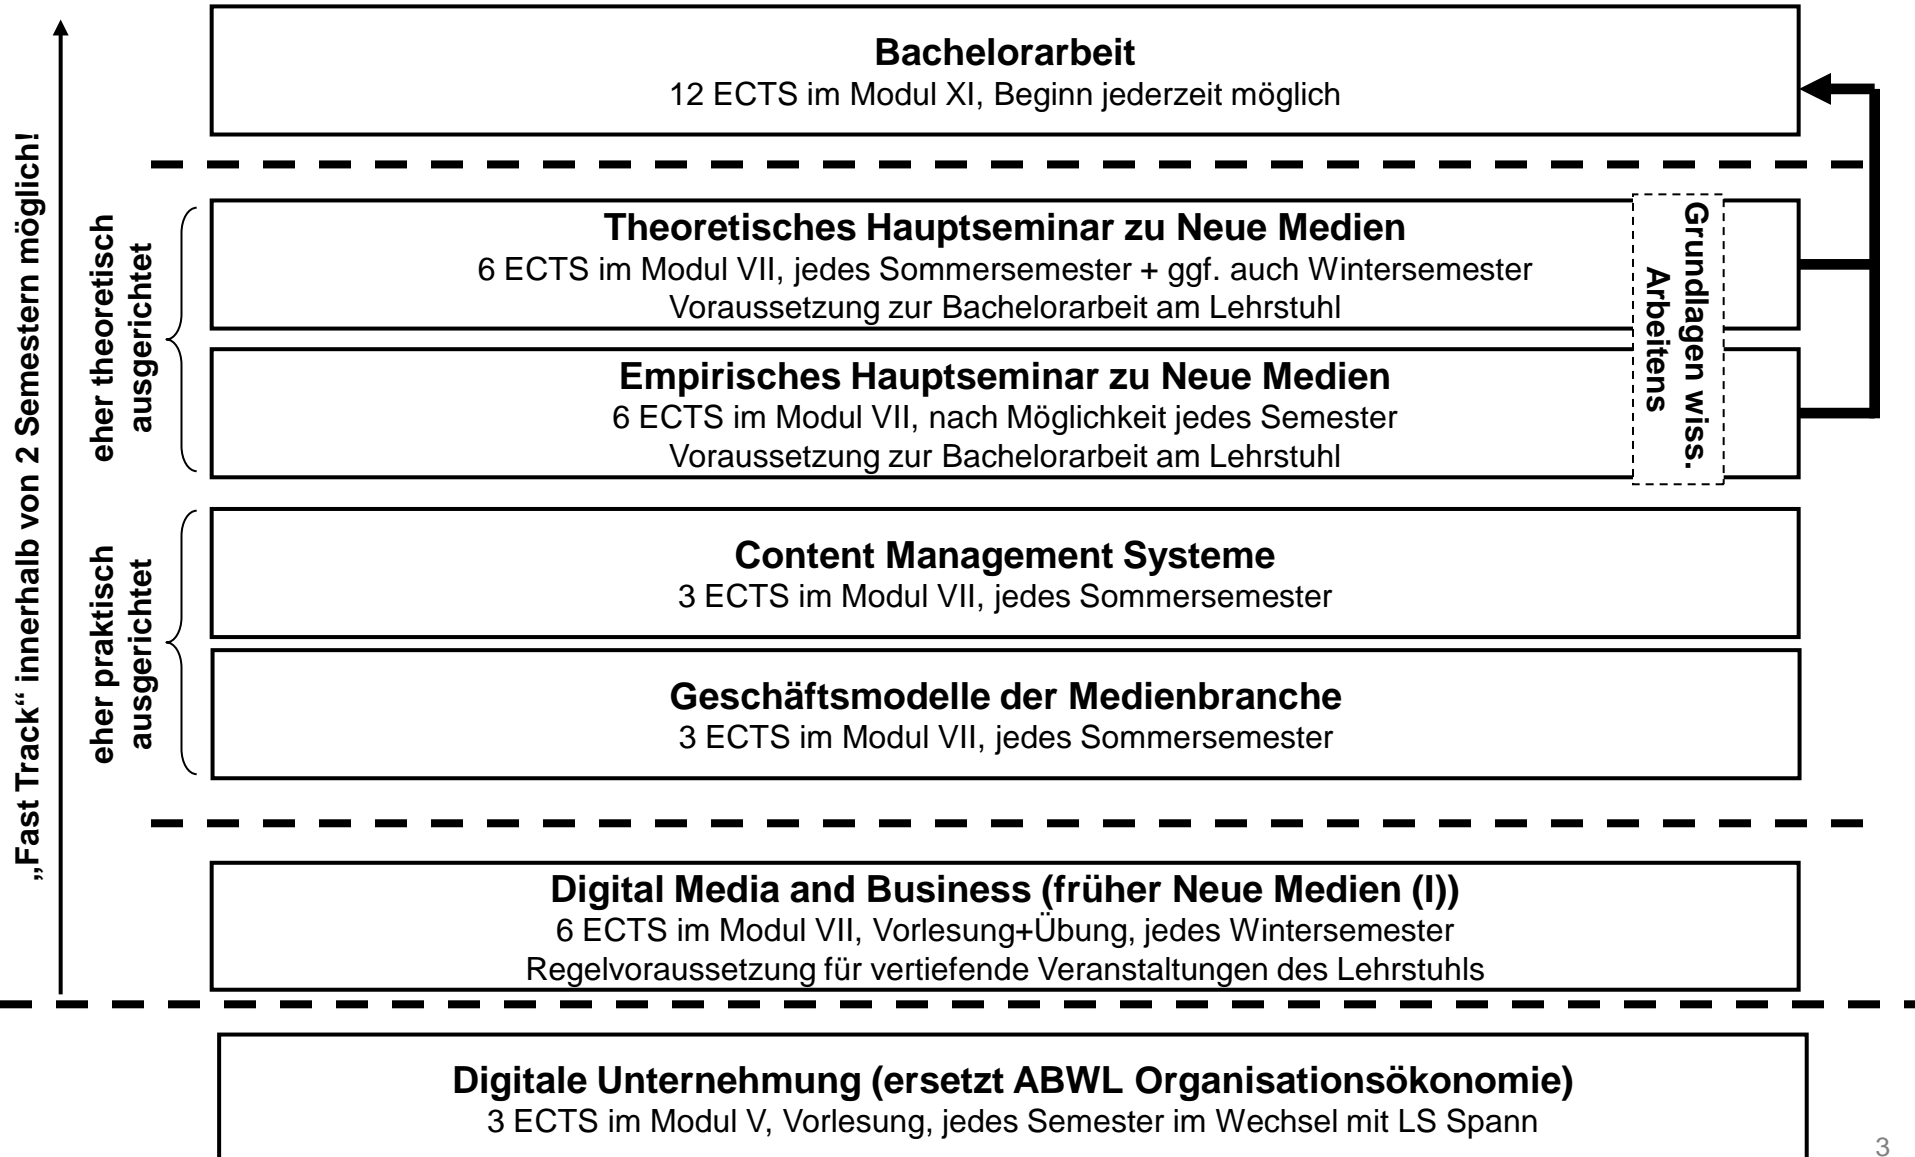 „Fast Track“ innerhalb von 2 Semestern möglich!
Bachelorarbeit
12 ECTS im Modul XI, Beginn jederzeit möglich
eher theoretisch
ausgerichtet
Theoretisches Hauptseminar zu Neue Medien
6 ECTS im Modul VII, jedes Sommersemester + ggf. auch Wintersemester
Voraussetzung zur Bachelorarbeit am Lehrstuhl
Empirisches Hauptseminar zu Neue Medien
6 ECTS im Modul VII, nach Möglichkeit jedes Semester
Voraussetzung zur Bachelorarbeit am Lehrstuhl
Grundlagen wiss.
Arbeitens
eher praktisch
ausgerichtet
Content Management Systeme
3 ECTS im Modul VII, jedes Sommersemester
Geschäftsmodelle der Medienbranche
3 ECTS im Modul VII, jedes Sommersemester
Digital Media and Business (früher Neue Medien (I))
6 ECTS im Modul VII, Vorlesung+Übung, jedes Wintersemester
Regelvoraussetzung für vertiefende Veranstaltungen des Lehrstuhls
Digitale Unternehmung (ersetzt ABWL Organisationsökonomie)
3 ECTS im Modul V, Vorlesung, jedes Semester im Wechsel mit LS Spann
3